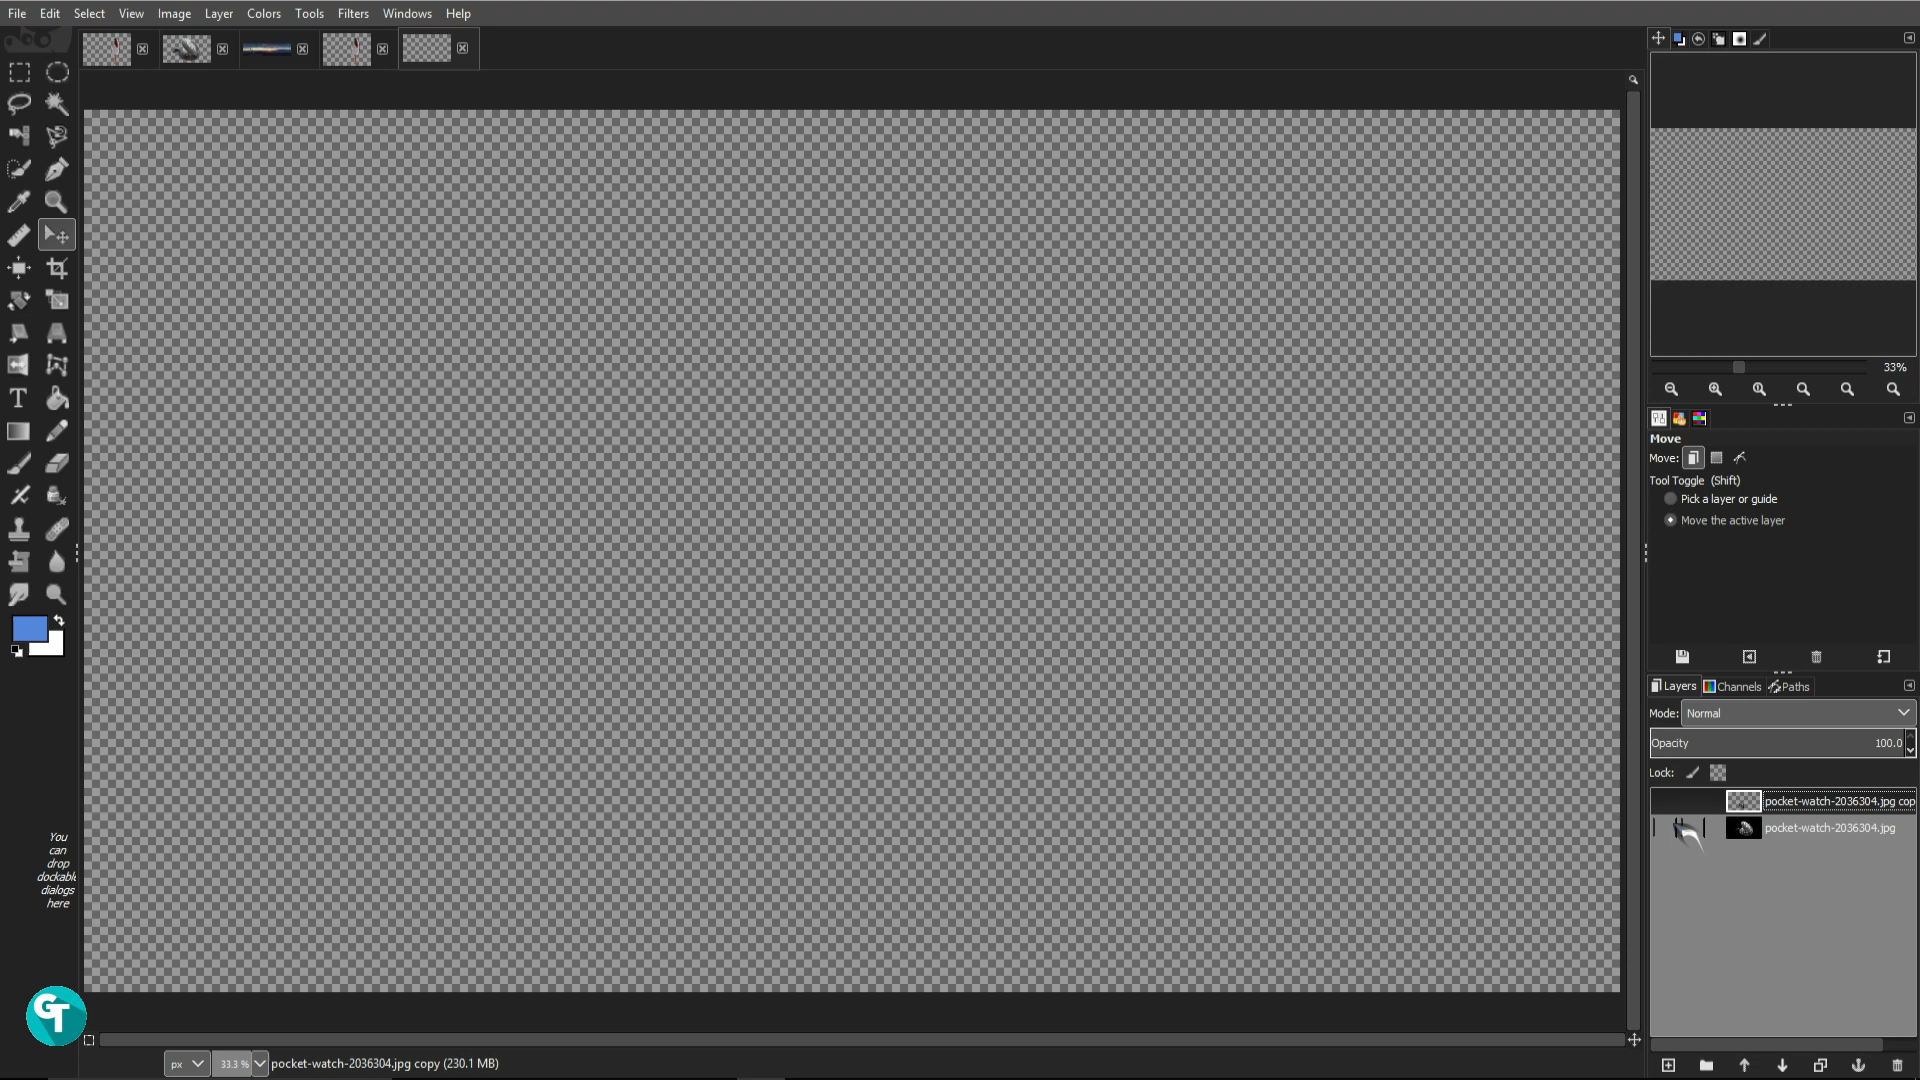 File Edit Select View Image Layer Colors Tools Filters Windows Help
33%
Move
Move:
Tool Toggle (Shift)
Pick a layer or guide
Move the active layer
Layers Channels Paths
Mode: Normal
Opacity 100.0
Lock:
pocket-watch-2036304.jpg cop
pocket-watch-2036304.jpg
You
can
drop
dockable
dialogs
here
GT
px 33.3 % pocket-watch-2036304.jpg copy (230.1 MB)